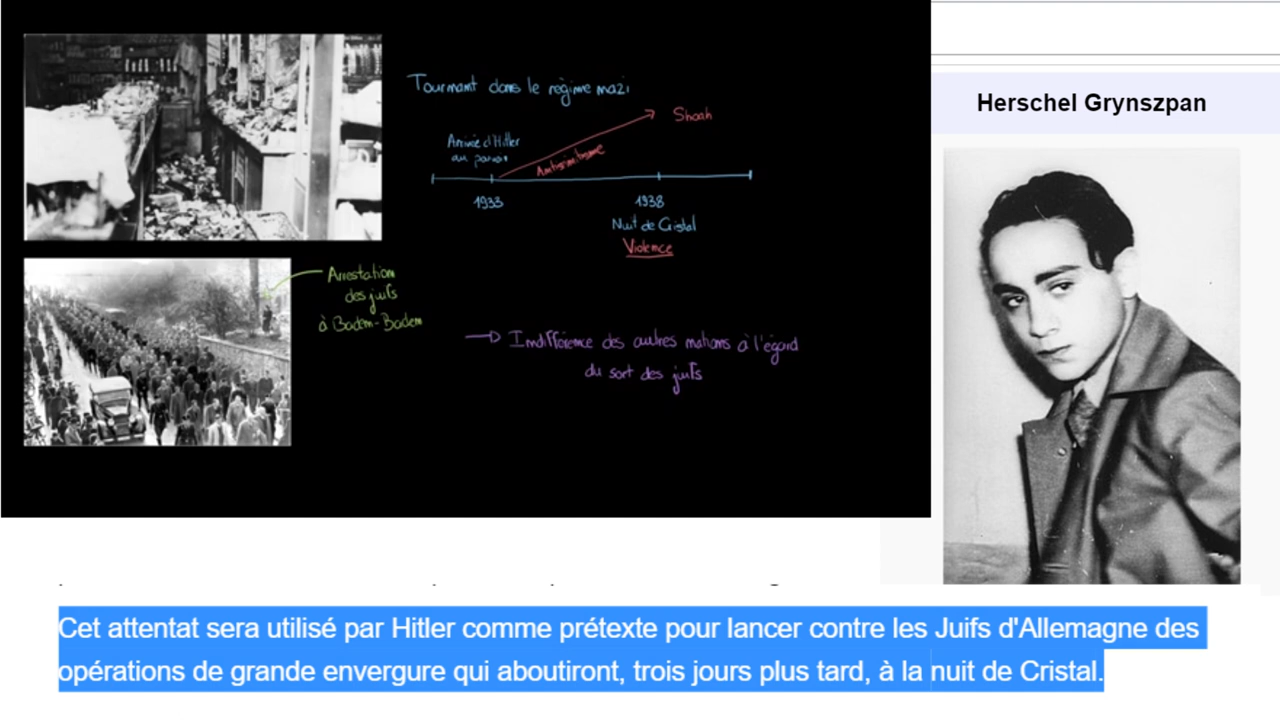 Tournant dans le régime nazi
Arrivée d'Hitler
au pouvoir
Antisémitisme
Shoah
1933
1938
Nuit de Cristal
Violence
Arrestation
des juifs
à Baden-Baden
Indifférence des autres nations à l'égard
du sort des juifs
Herschel Grynszpan
Cet attentat sera utilisé par Hitler comme prétexte pour lancer contre les Juifs d'Allemagne des
opérations de grande envergure qui aboutiront, trois jours plus tard, à la nuit de Cristal.